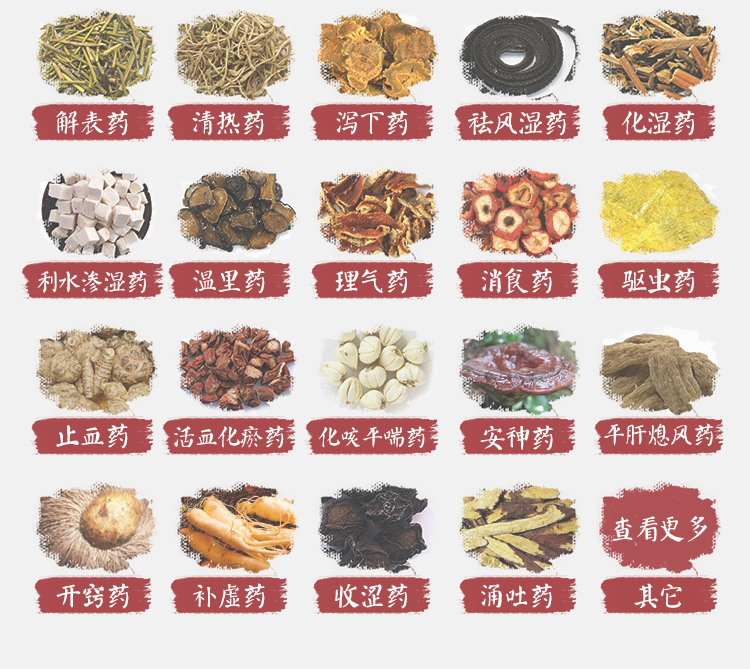 解表药
清热药
泻下药
祛风湿药
化湿药
利水渗湿药
温里药
理气药
消食药
驱虫药
止血药
活血化瘀药
化咳平喘药
安神药
平肝熄风药
查看更多
开窍药
补虚药
收涩药
涌吐药
其它